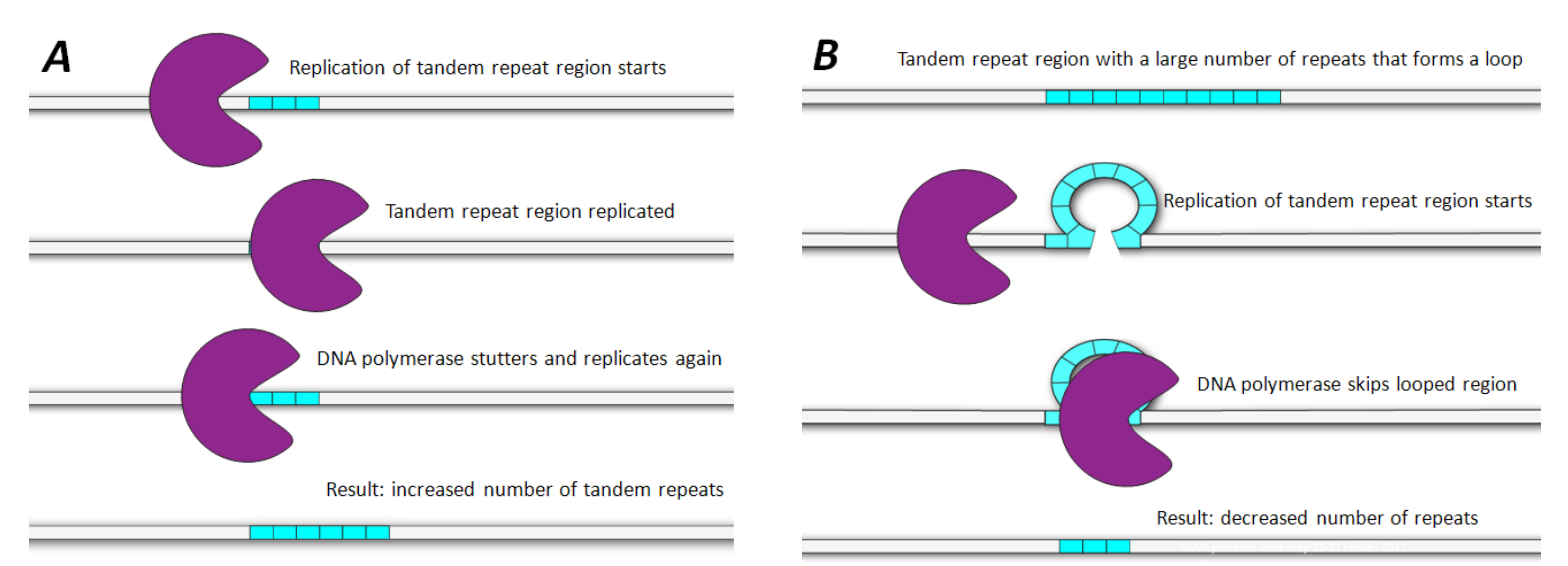 A
Replication of tandem repeat region starts
Tandem repeat region replicated
DNA polymerase stutters and replicates again
Result: increased number of tandem repeats
B
Tandem repeat region with a large number of repeats that forms a loop
Replication of tandem repeat region starts
DNA polymerase skips looped region
Result: decreased number of repeats